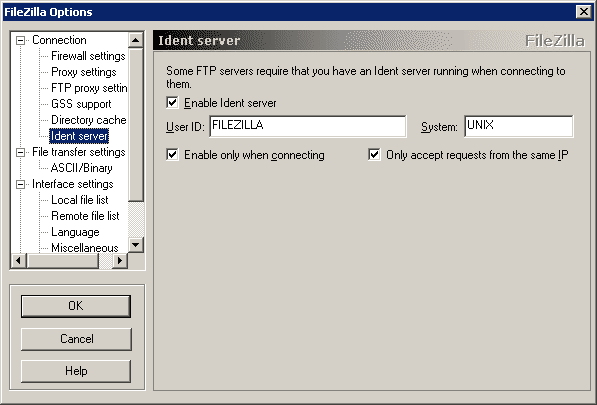 FileZilla Options
Connection
Firewall settings
Proxy settings
FTP proxy settin
GSS support
Directory cache
Ident server
File transfer settings
ASCII/Binary
Interface settings
Local file list
Remote file list
Language
Miscellaneous
OK
Cancel
Help
Ident server
FileZilla
Some FTP servers require that you have an Ident server running when connecting to
them.
Enable Ident server
User ID: FILEZILLA System: UNIX
Enable only when connecting Only accept requests from the same IP